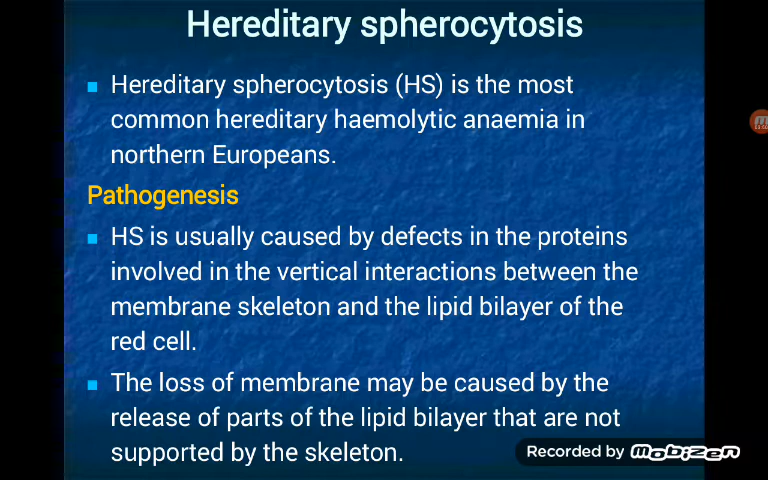 Hereditary spherocytosis
Hereditary spherocytosis (HS) is the most
common hereditary haemolytic anaemia in
northern Europeans.
Pathogenesis
HS is usually caused by defects in the proteins
involved in the vertical interactions between the
membrane skeleton and the lipid bilayer of the
red cell.
The loss of membrane may be caused by the
release of parts of the lipid bilayer that are not
supported by the skeleton.
Recorded by mobizen